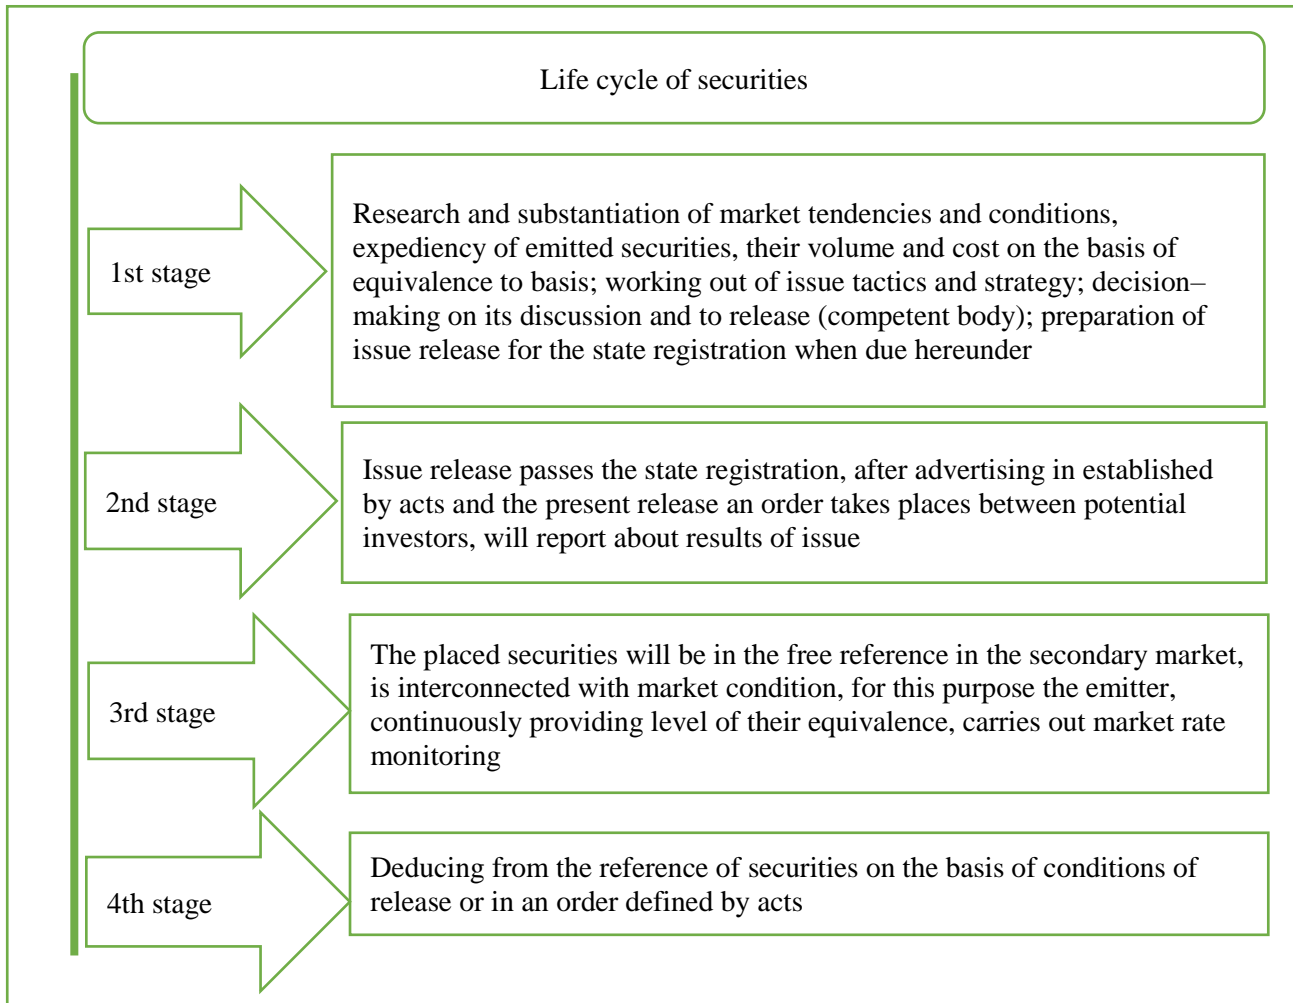 Life cycle of securities
1st stage
Research and substantiation of market tendencies and conditions,
expediency of emitted securities, their volume and cost on the basis of
equivalence to basis; working out of issue tactics and strategy; decision–
making on its discussion and to release (competent body); preparation of
issue release for the state registration when due hereunder
2nd stage
Issue release passes the state registration, after advertising in established
by acts and the present release an order takes places between potential
investors, will report about results of issue
3rd stage
The placed securities will be in the free reference in the secondary market,
is interconnected with market condition, for this purpose the emitter,
continuously providing level of their equivalence, carries out market rate
monitoring
4th stage
Deducing from the reference of securities on the basis of conditions of
release or in an order defined by acts